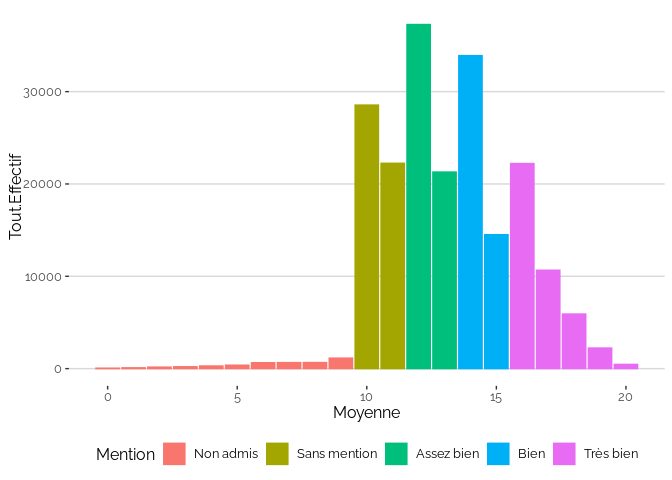 Tout.Effectif
30000
20000
10000
0
0 5 10 15 20
Moyenne
Mention Non admis Sans mention Assez bien Bien Très bien